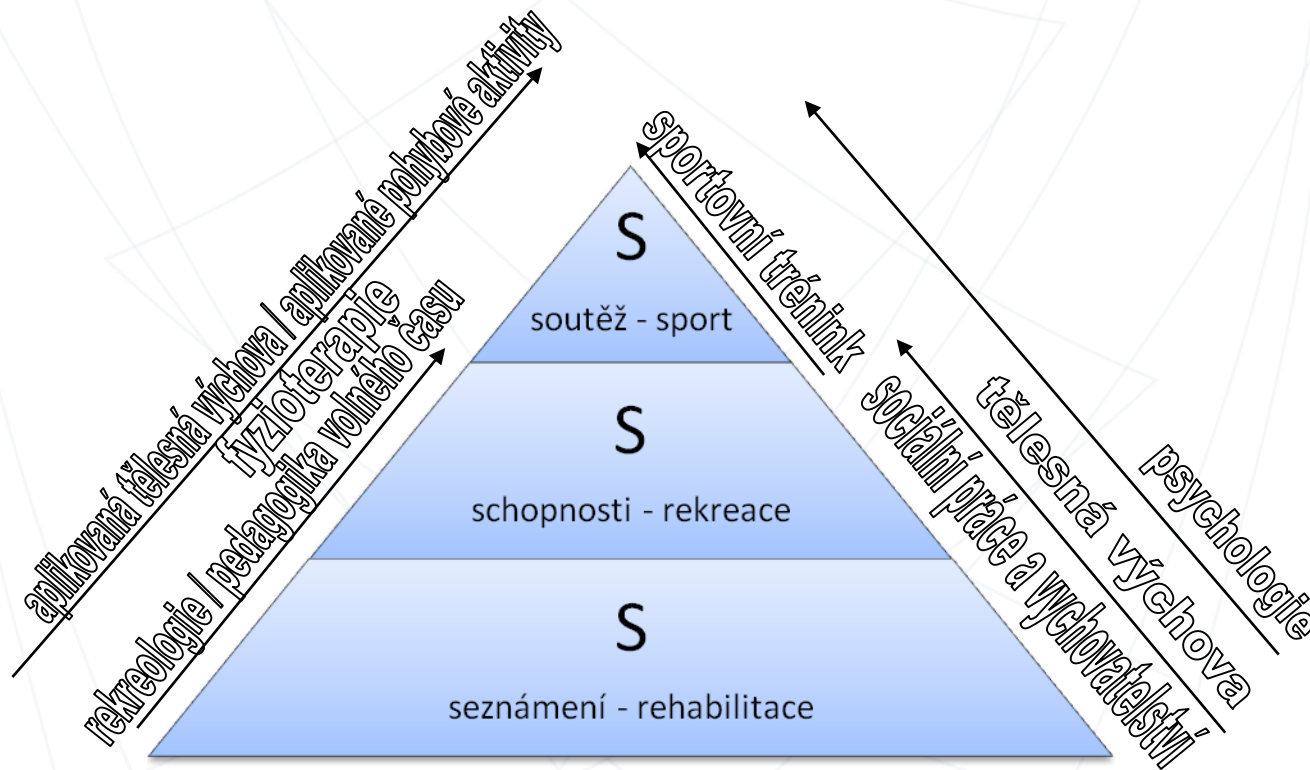 aplikovaná tělesná výchova / aplikované pohybové aktivity
fyzioterapie
rekreologie / pedagogika volného času
S
soutěž - sport
S
schopnosti - rekreace
S
seznámení - rehabilitace
sportovní trénink
sociální práce a vychovatelství
tělesná výchova
psychologie